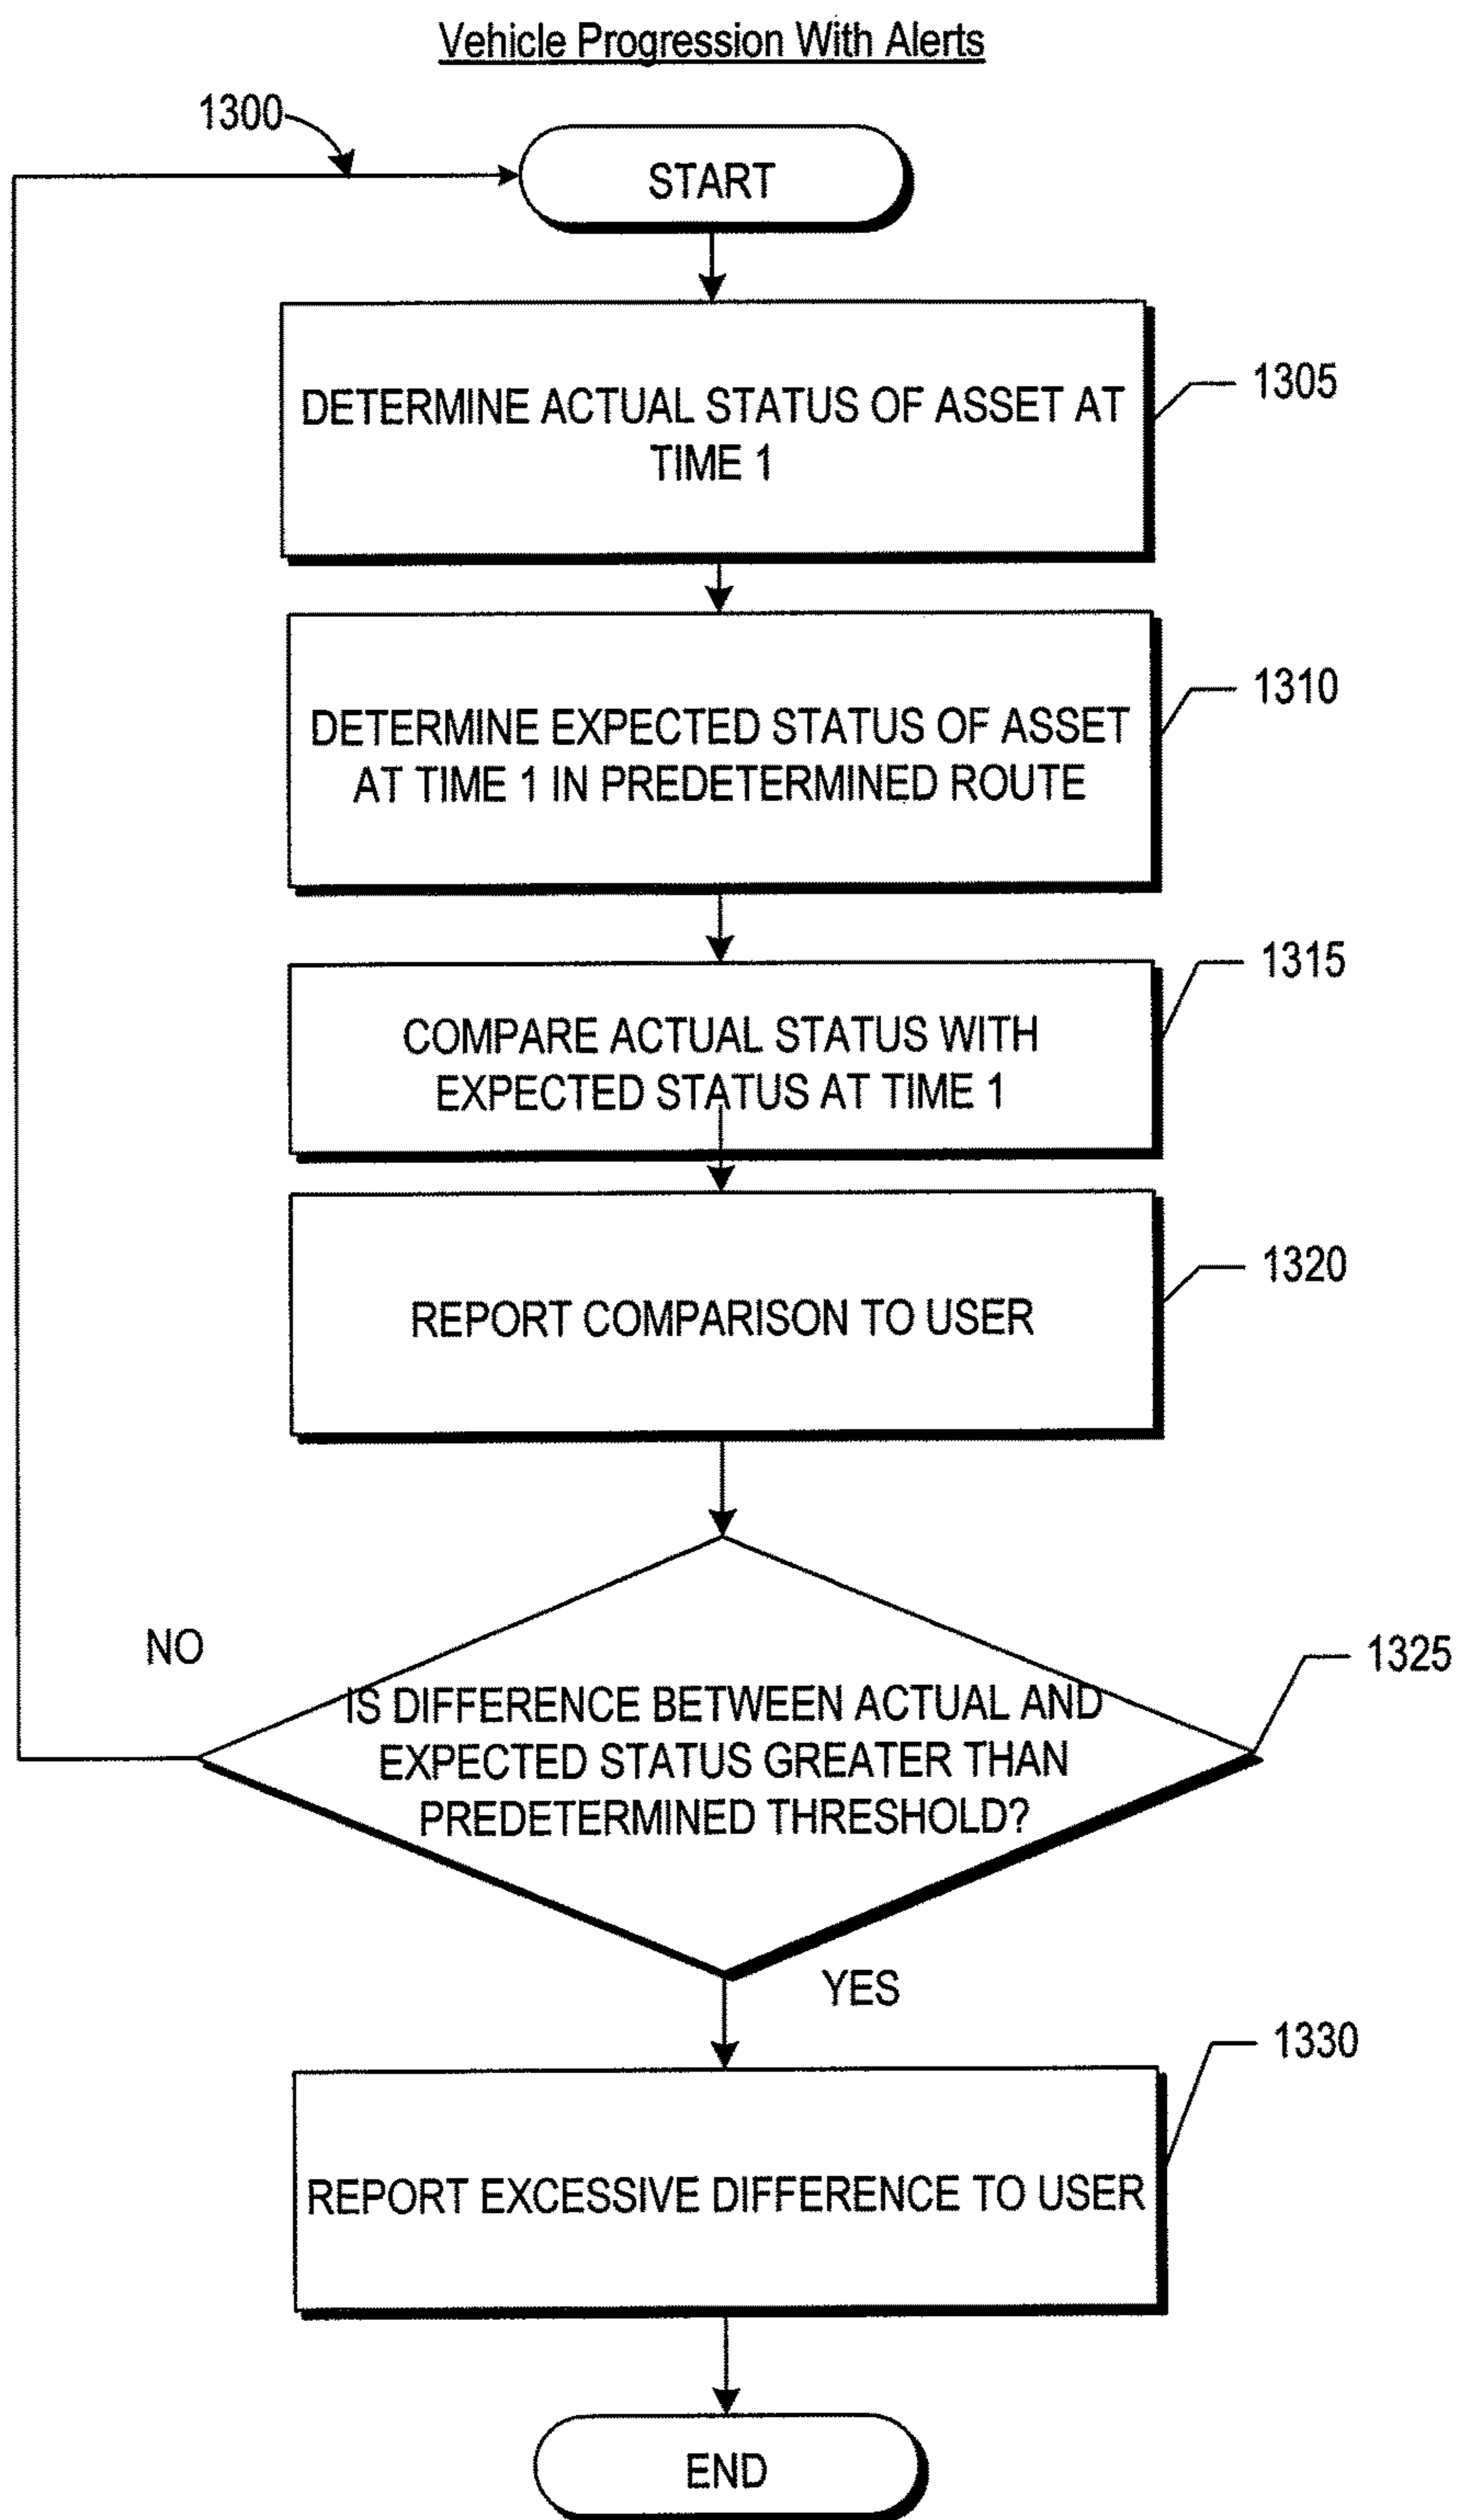 Vehicle Progression With Alerts
1300
START
DETERMINE ACTUAL STATUS OF ASSET AT
TIME 1
1305
DETERMINE EXPECTED STATUS OF ASSET
AT TIME 1 IN PREDETERMINED ROUTE
1310
COMPARE ACTUAL STATUS WITH
EXPECTED STATUS AT TIME 1
1315
REPORT COMPARISON TO USER
1320
NO
IS DIFFERENCE BETWEEN ACTUAL AND
EXPECTED STATUS GREATER THAN
PREDETERMINED THRESHOLD?
1325
YES
REPORT EXCESSIVE DIFFERENCE TO USER
1330
END